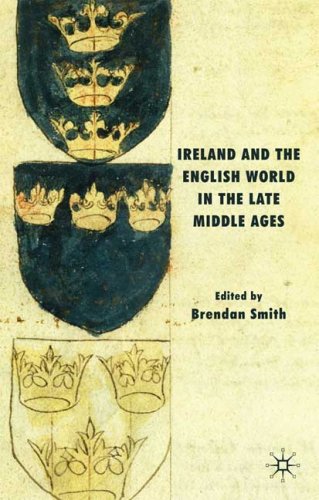 IRELAND AND THE
ENGLISH WORLD
IN THE LATE
MIDDLE AGES
Edited by
Brendan Smith